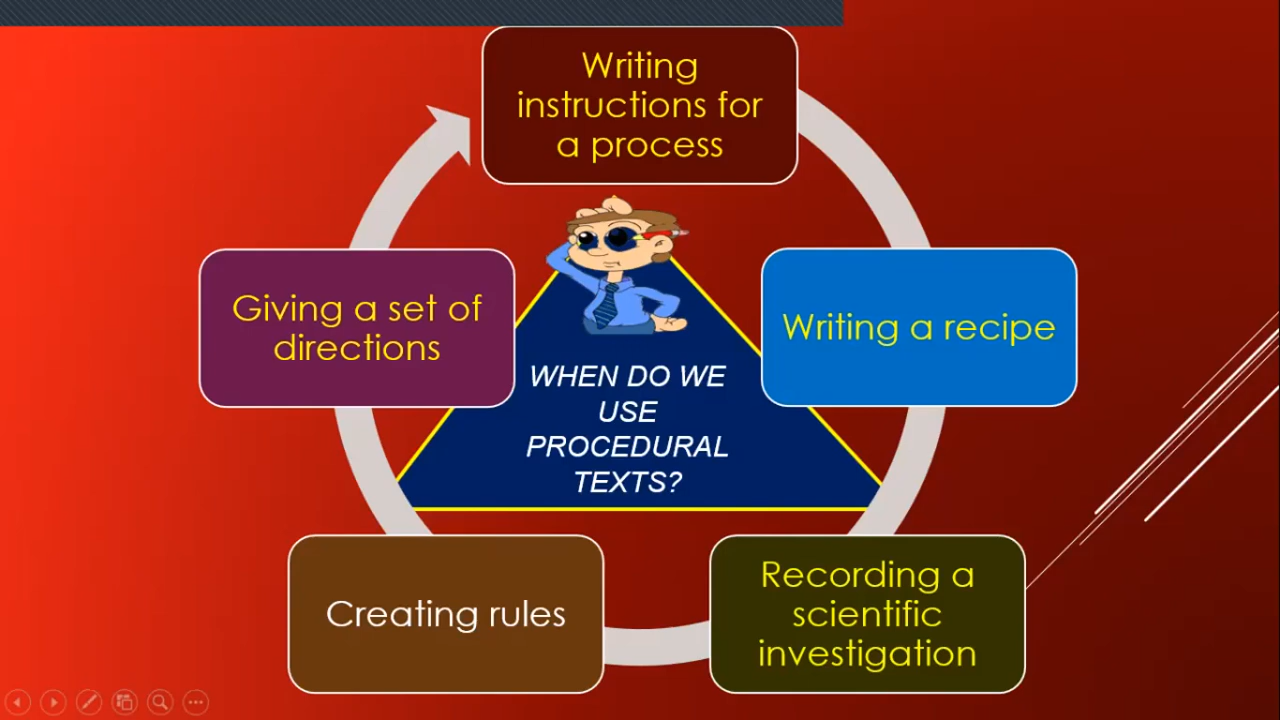 Writing
instructions for
a process
Writing a recipe
Recording a
scientific
investigation
Creating rules
Giving a set of
directions
WHEN DO WE
USE
PROCEDURAL
TEXTS?